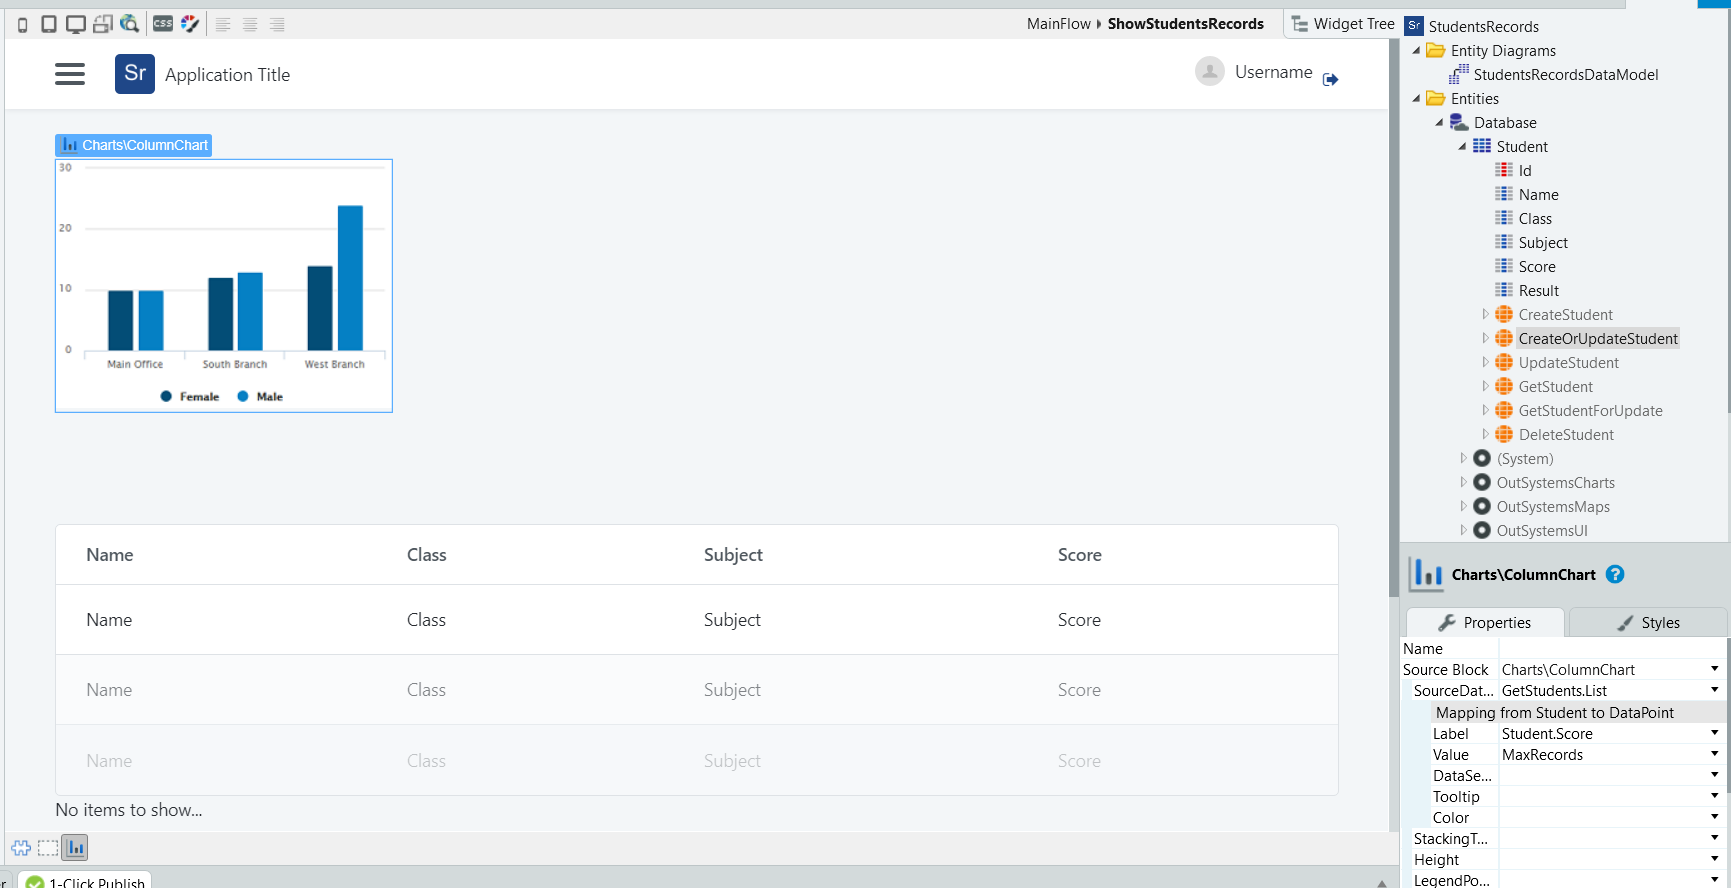 css
MainFlow ShowStudentsRecords
Widget Tree
Sr Application Title
Username
Charts\ColumnChart
30
20
10
0
Main Office South Branch West Branch
Female Male
Name Class Subject Score
Name Class Subject Score
Name Class Subject Score
Name Class Subject Score
No items to show...
1-Click Publish
Sr StudentsRecords
Entity Diagrams
StudentsRecordsDataModel
Entities
Database
Student
Id
Name
Class
Subject
Score
Result
CreateStudent
CreateOrUpdateStudent
UpdateStudent
GetStudent
GetStudentForUpdate
DeleteStudent
(System)
OutSystemsCharts
OutSystemsMaps
OutSystemsUI
Charts\ColumnChart ?
Properties Styles
Name
Source Block Charts\ColumnChart
SourceDat... GetStudents.List
Mapping from Student to DataPoint
Label Student.Score
Value MaxRecords
DataSe...
Tooltip
Color
StackingT...
Height
LegendPo...